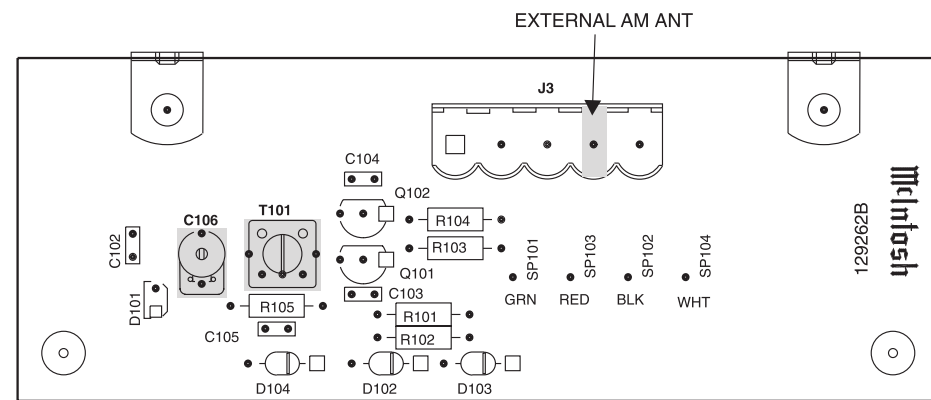 EXTERNAL AM ANT
J3
C104
Q102
C106
T101
R104
C102
R103
SP101
SP103
SP102
SP104
129262B
McIntosh
Q101
D101
C103
GRN
RED
BLK
WHT
R105
R101
C105
R102
D104
D102
D103